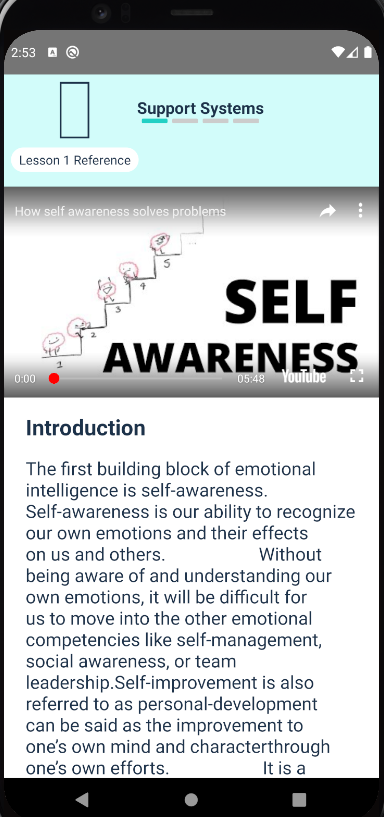 2:53
Support Systems
Lesson 1 Reference
How self awareness solves problems
1
2
3
4
5
...
SELF
AWARENESS
0:00
05:48
YouTube
Introduction
The first building block of emotional
intelligence is self-awareness.
Self-awareness is our ability to recognize
our own emotions and their effects
on us and others. Without
being aware of and understanding our
own emotions, it will be difficult for
us to move into the other emotional
competencies like self-management,
social awareness, or team
leadership.Self-improvement is also
referred to as personal-development
can be said as the improvement to
one’s own mind and characterthrough
one’s own efforts. It is a